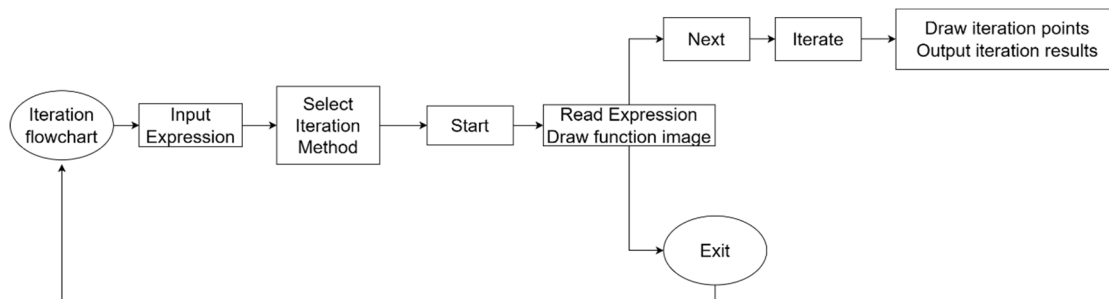 Iteration
flowchart
Input
Expression
Select
Iteration
Method
Start
Read Expression
Draw function image
Next
Iterate
Draw iteration points
Output iteration results
Exit